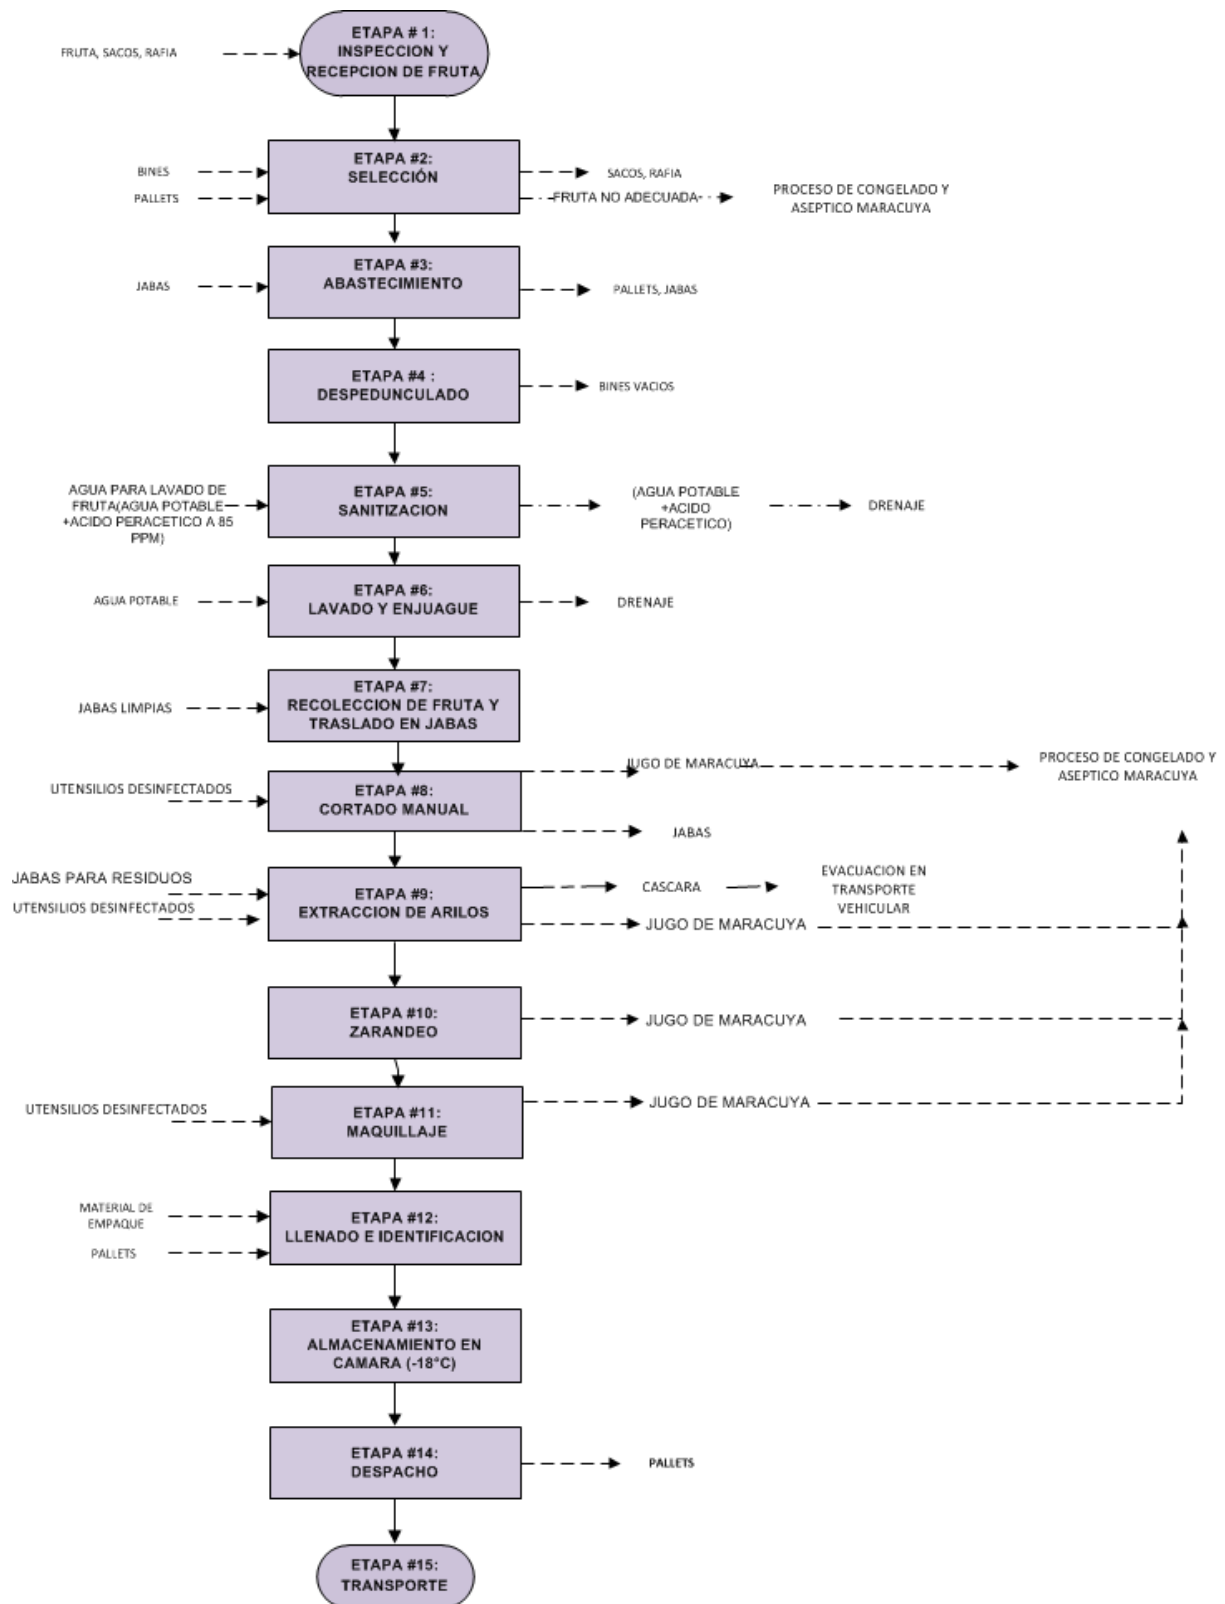 ETAPA # 1:
INSPECCION Y
RECEPCION DE FRUTA
FRUTA, SACOS, RAFIA
ETAPA #2:
SELECCIÓN
BINES
PALLETS
SACOS, RAFIA
FRUTA NO ADECUADA
PROCESO DE CONGELADO Y
ASEPTICO MARACUYA
ETAPA #3:
ABASTECIMIENTO
JABAS
PALLETS, JABAS
ETAPA #4 :
DESPEDUNCULADO
BINES VACIOS
AGUA PARA LAVADO DE
FRUTA(AGUA POTABLE
+ACIDO PERACETICO A 85
PPM)
ETAPA #5:
SANITIZACION
(AGUA POTABLE
+ACIDO
PERACETICO)
DRENAJE
AGUA POTABLE
ETAPA #6:
LAVADO Y ENJUAGUE
DRENAJE
JABAS LIMPIAS
ETAPA #7:
RECOLECCION DE FRUTA Y
TRASLADO EN JABAS
UTENSILIOS DESINFECTADOS
ETAPA #8:
CORTADO MANUAL
JUGO DE MARACUYA
PROCESO DE CONGELADO Y
ASEPTICO MARACUYA
JABAS
JABAS PARA RESIDUOS
UTENSILIOS DESINFECTADOS
ETAPA #9:
EXTRACCION DE ARILOS
CASCARA
EVACUACION EN
TRANSPORTE
VEHICULAR
JUGO DE MARACUYA
ETAPA #10:
ZARANDEO
JUGO DE MARACUYA
UTENSILIOS DESINFECTADOS
ETAPA #11:
MAQUILLAJE
JUGO DE MARACUYA
MATERIAL DE
EMPAQUE
PALLETS
ETAPA #12:
LLENADO E IDENTIFICACION
ETAPA #13:
ALMACENAMIENTO EN
CAMARA (-18°C)
ETAPA #14:
DESPACHO
PALLETS
ETAPA #15:
TRANSPORTE